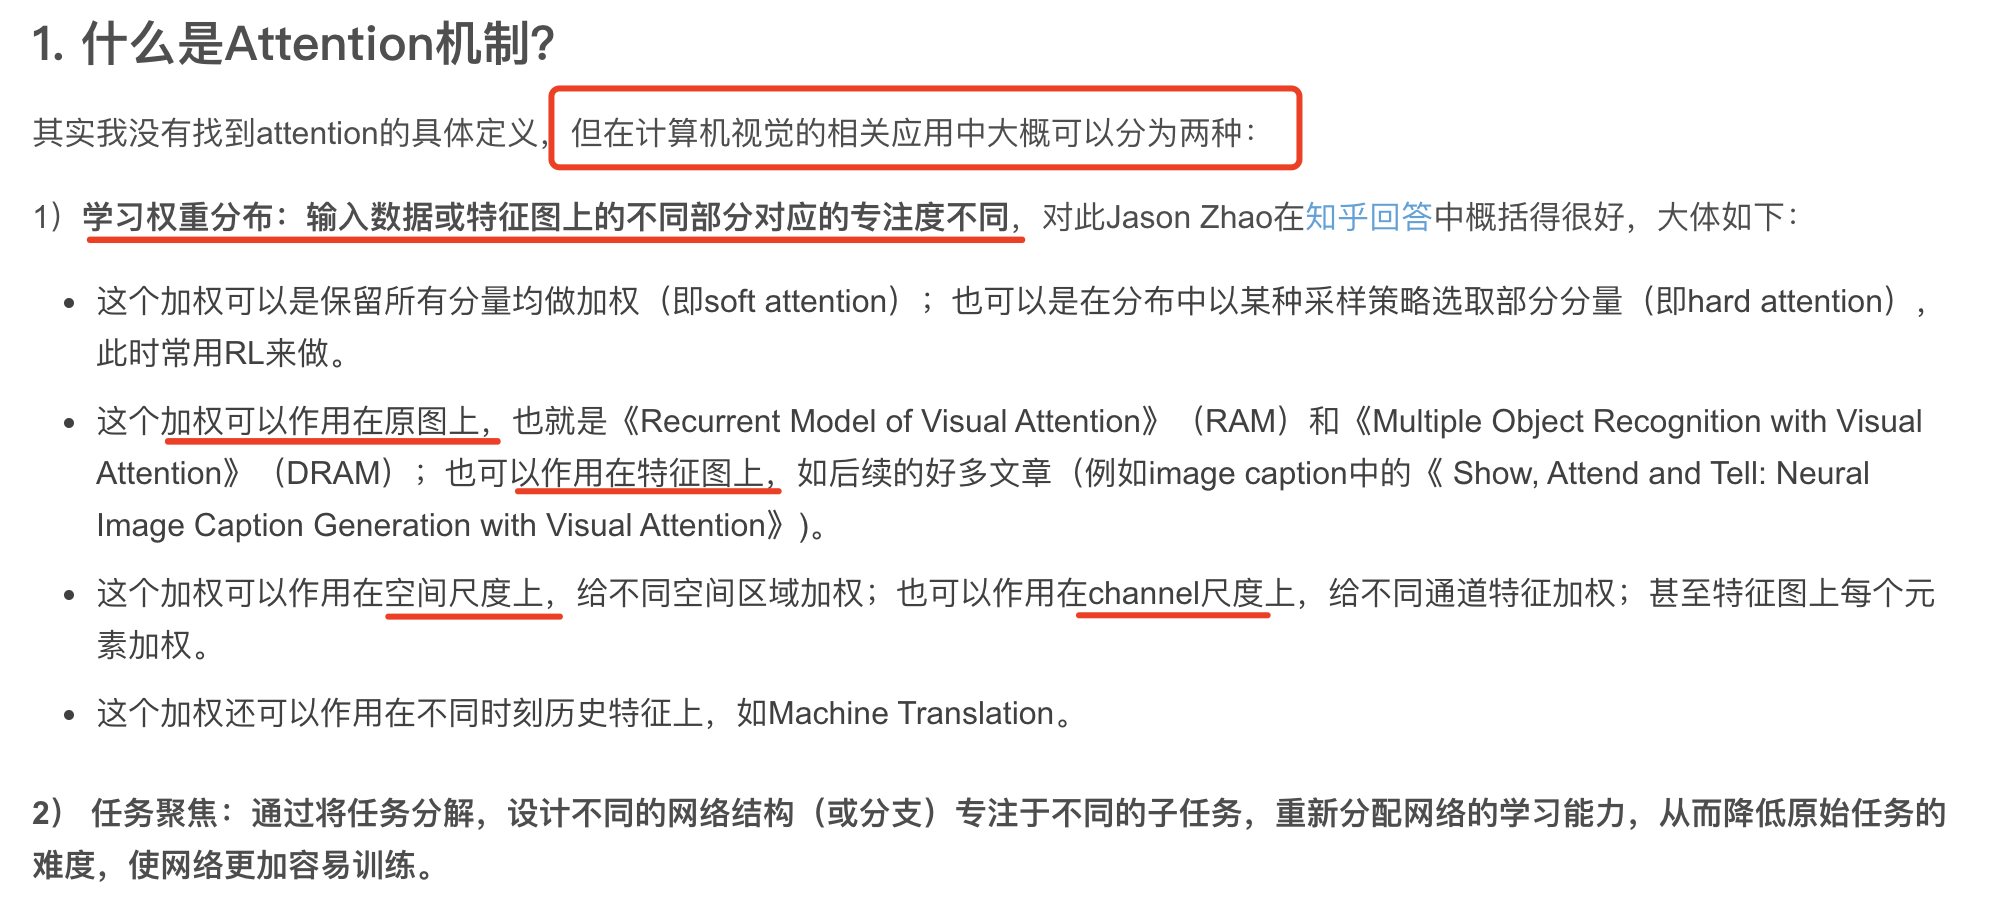 1. 什么是Attention机制？
其实我没有找到attention的具体定义，但在计算机视觉的相关应用中大概可以分为两种：
1）学习权重分布：输入数据或特征图上的不同部分对应的专注度不同，对此Jason Zhao在知乎回答中概括得很好，大体如下：
• 这个加权可以是保留所有分量均做加权（即soft attention）；也可以是在分布中以某种采样策略选取部分分量（即hard attention），
此时常用RL来做。
• 这个加权可以作用在原图上，也就是《Recurrent Model of Visual Attention》（RAM）和《Multiple Object Recognition with Visual
Attention》（DRAM）；也可以作用在特征图上，如后续的好多文章（例如image caption中的《 Show, Attend and Tell: Neural
Image Caption Generation with Visual Attention》)。
• 这个加权可以作用在空间尺度上，给不同空间区域加权；也可以作用在channel尺度上，给不同通道特征加权；甚至特征图上每个元
素加权。
• 这个加权还可以作用在不同时刻历史特征上，如Machine Translation。
2） 任务聚焦：通过将任务分解，设计不同的网络结构（或分支）专注于不同的子任务，重新分配网络的学习能力，从而降低原始任务的
难度，使网络更加容易训练。